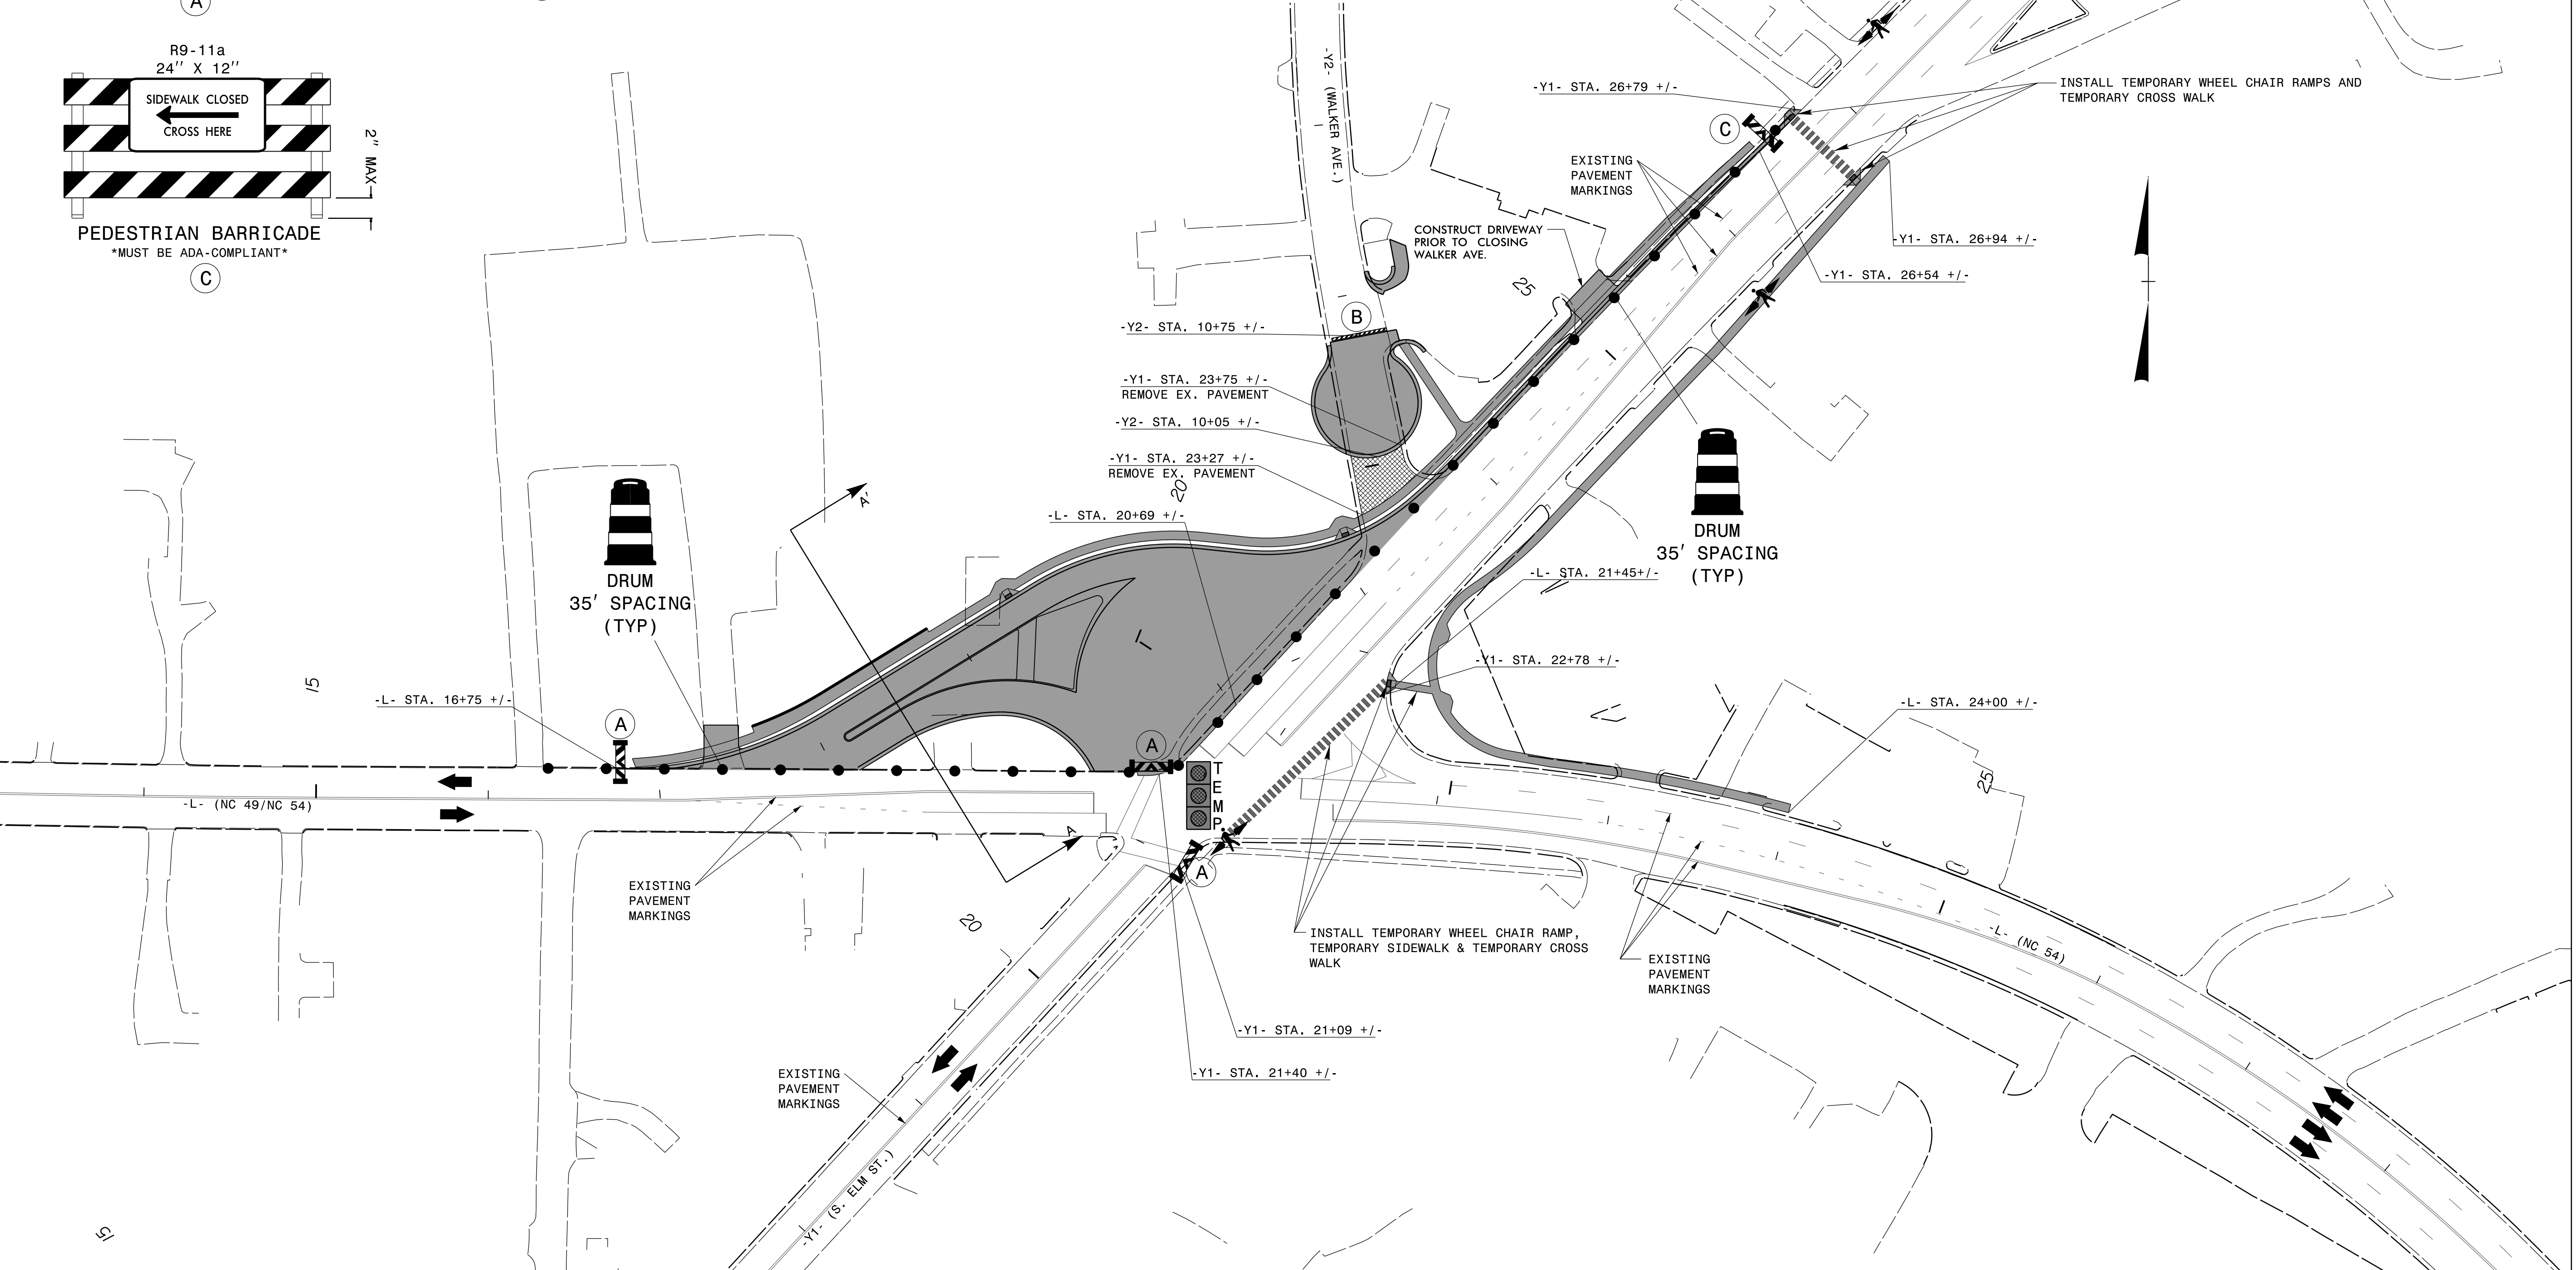 A
R9-11a
24" X 12"
SIDEWALK CLOSED
CROSS HERE
2" MAX
PEDESTRIAN BARRICADE
*MUST BE ADA-COMPLIANT*
C
-Y2- (WALKER AVE.)
-Y1- STA. 26+79 +/-
C
INSTALL TEMPORARY WHEEL CHAIR RAMPS AND
TEMPORARY CROSS WALK
EXISTING
PAVEMENT
MARKINGS
CONSTRUCT DRIVEWAY
PRIOR TO CLOSING
WALKER AVE.
-Y1- STA. 26+94 +/-
-Y1- STA. 26+54 +/-
25
B
-Y2- STA. 10+75 +/-
-Y1- STA. 23+75 +/-
REMOVE EX. PAVEMENT
-Y2- STA. 10+05 +/-
-Y1- STA. 23+27 +/-
REMOVE EX. PAVEMENT
20
-L- STA. 20+69 +/-
A'
DRUM
35' SPACING
(TYP)
DRUM
35' SPACING
(TYP)
-L- STA. 21+45+/-
-Y1- STA. 22+78 +/-
15
-L- STA. 16+75 +/-
A
-L- STA. 24+00 +/-
A
TEMP
25
-L- (NC 49/NC 54)
A
A
EXISTING
PAVEMENT
MARKINGS
20
INSTALL TEMPORARY WHEEL CHAIR RAMP,
TEMPORARY SIDEWALK & TEMPORARY CROSS
WALK
EXISTING
PAVEMENT
MARKINGS
-L- (NC 54)
-Y1- STA. 21+09 +/-
-Y1- STA. 21+40 +/-
EXISTING
PAVEMENT
MARKINGS
-Y1- (S. ELM ST.)
15